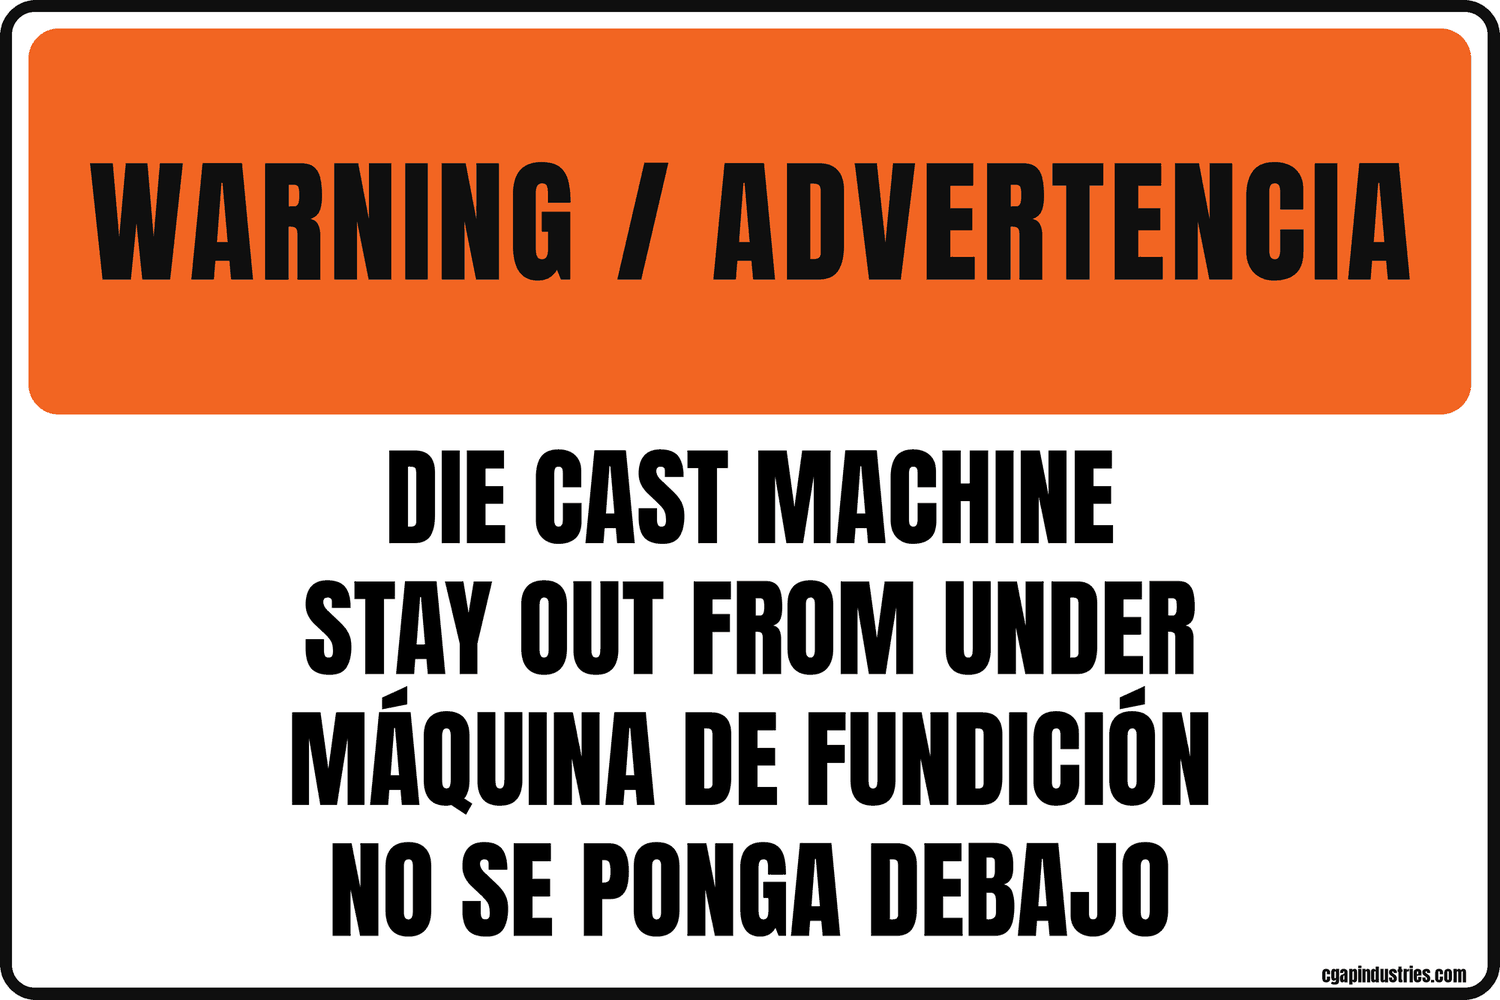 WARNING / ADVERTENCIA
DIE CAST MACHINE
STAY OUT FROM UNDER
MÁQUINA DE FUNDICIÓN
NO SE PONGA DEBAJO
cgapindustries.com